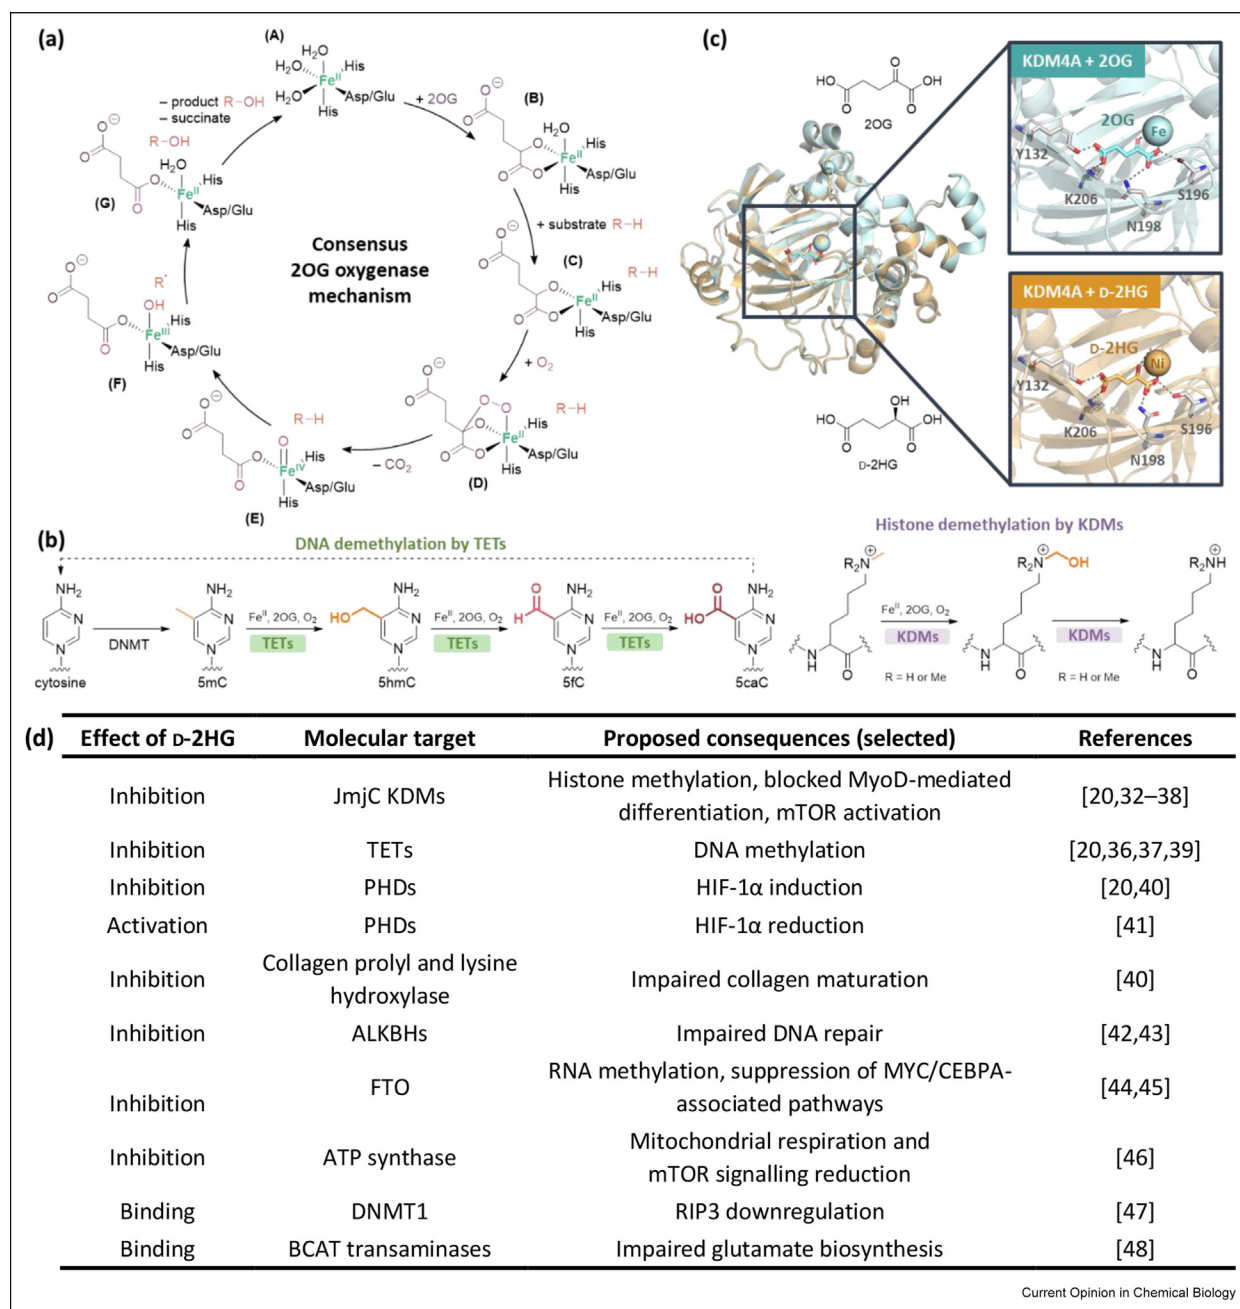 (a)
(A)
H₂O
H₂O
H₂O
Feᴵᴵ
His
Asp/Glu
His
+ 2OG
(B)
O
⊖
O
H₂O
O
O
O
Feᴵᴵ
His
Asp/Glu
His
+ substrate R–H
(C)
O
⊖
O
R–H
O
O
O
Feᴵᴵ
His
Asp/Glu
His
+ O₂
(D)
O
⊖
O
R–H
O
O
O
O
O
Feᴵᴵ
His
Asp/Glu
His
– CO₂
(E)
O
⊖
O
R–H
O
O
O
Feᴵⱽ
His
Asp/Glu
His
(F)
O
⊖
O
R•
OH
O
O
Feᴵᴵᴵ
His
Asp/Glu
His
(G)
O
⊖
O
R–OH
H₂O
O
O
Feᴵᴵ
His
Asp/Glu
His
– product R–OH
– succinate
Consensus
2OG oxygenase
mechanism
(c)
HO
O
O
OH
O
2OG
HO
O
OH
OH
O
D-2HG
KDM4A + 2OG
2OG
Fe
Y132
K206
N198
S196
KDM4A + D-2HG
D-2HG
Ni
Y132
K206
N198
S196
(b)
DNA demethylation by TETs
NH₂
N
N
O
cytosine
DNMT
NH₂
N
N
O
5mC
Feᴵᴵ, 2OG, O₂
TETs
HO
NH₂
N
N
O
5hmC
Feᴵᴵ, 2OG, O₂
TETs
O
H
NH₂
N
N
O
5fC
Feᴵᴵ, 2OG, O₂
TETs
O
HO
NH₂
N
N
O
5caC
Histone demethylation by KDMs
R₂N⊕
N
H
O
Feᴵᴵ, 2OG, O₂
KDMs
R = H or Me
R₂N⊕
OH
N
H
O
KDMs
R = H or Me
R₂NH⊕
N
H
O
(d) Effect of D-2HG Molecular target Proposed consequences (selected) References
Inhibition JmjC KDMs Histone methylation, blocked MyoD-mediated
differentiation, mTOR activation [20,32–38]
Inhibition TETs DNA methylation [20,36,37,39]
Inhibition PHDs HIF-1α induction [20,40]
Activation PHDs HIF-1α reduction [41]
Inhibition Collagen prolyl and lysine
hydroxylase Impaired collagen maturation [40]
Inhibition ALKBHs Impaired DNA repair [42,43]
Inhibition FTO RNA methylation, suppression of MYC/CEBPA-
associated pathways [44,45]
Inhibition ATP synthase Mitochondrial respiration and
mTOR signalling reduction [46]
Binding DNMT1 RIP3 downregulation [47]
Binding BCAT transaminases Impaired glutamate biosynthesis [48]
Current Opinion in Chemical Biology